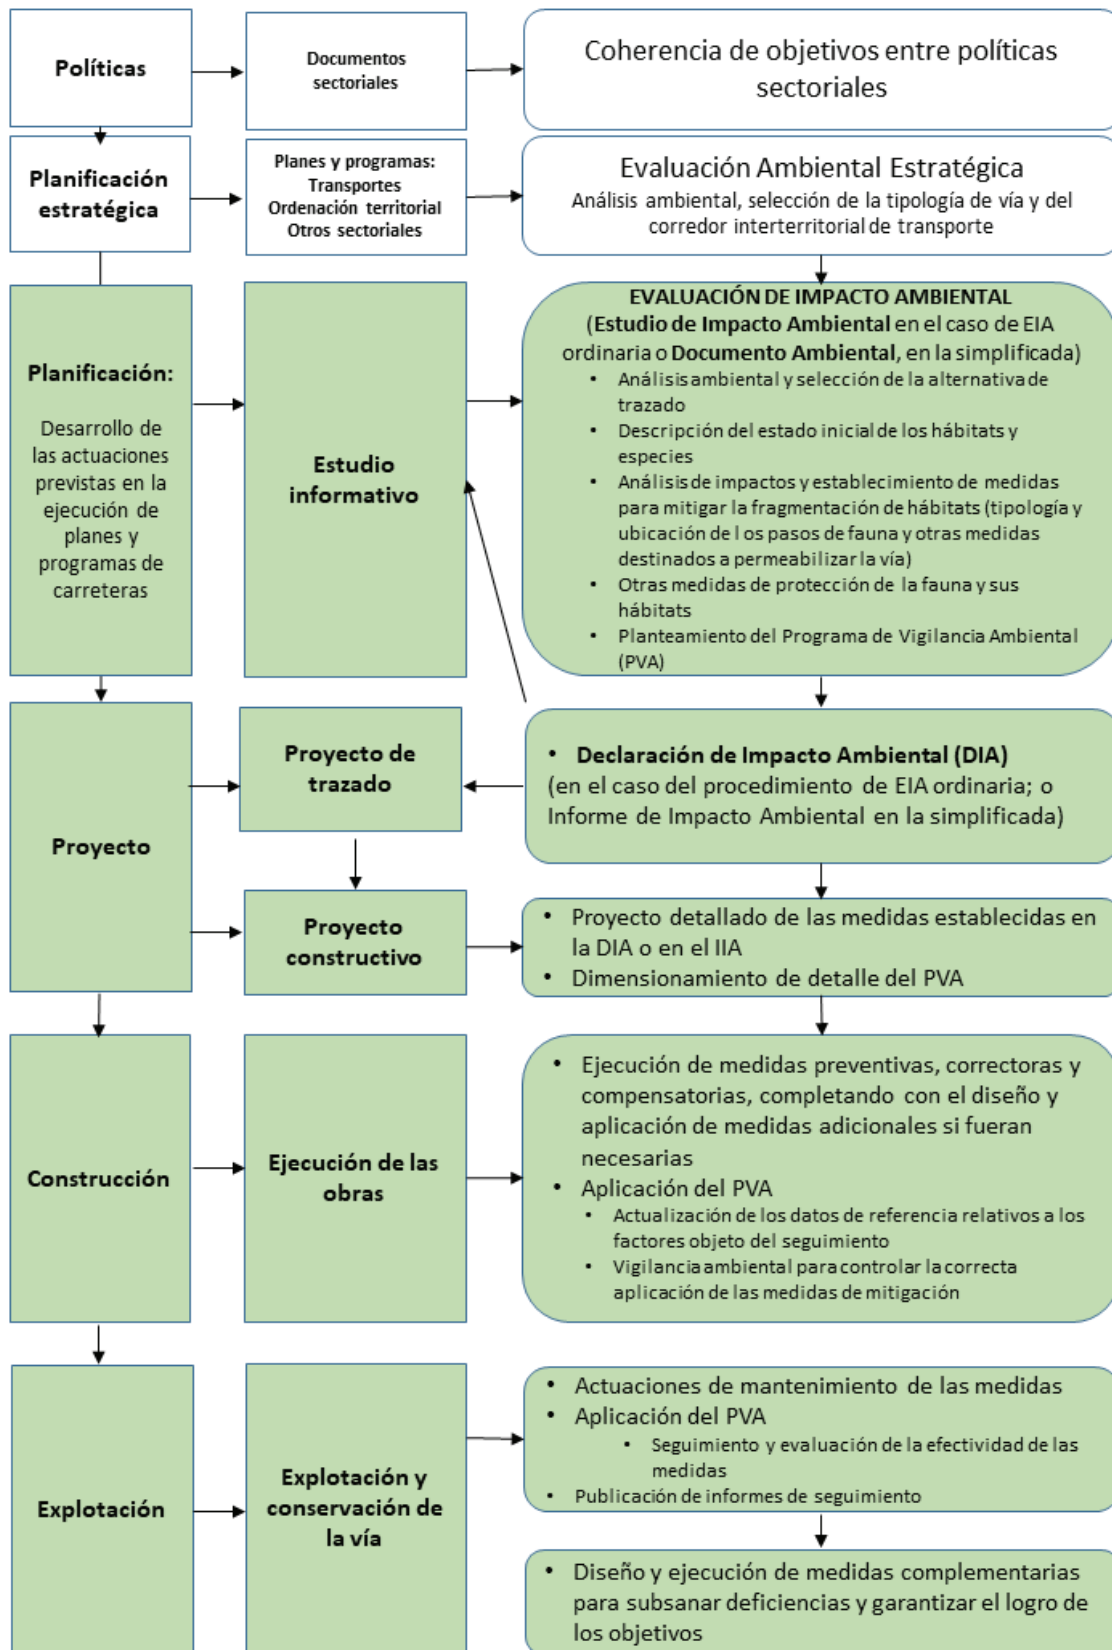 Políticas
Documentos
sectoriales
Coherencia de objetivos entre políticas
sectoriales
Planificación
estratégica
Planes y programas:
Transportes
Ordenación territorial
Otros sectoriales
Evaluación Ambiental Estratégica
Análisis ambiental, selección de la tipología de vía y del
corredor interterritorial de transporte
Planificación:
Desarrollo de
las actuaciones
previstas en la
ejecución de
planes y
programas de
carreteras
Estudio
informativo
EVALUACIÓN DE IMPACTO AMBIENTAL
(Estudio de Impacto Ambiental en el caso de EIA
ordinaria o Documento Ambiental, en la simplificada)
• Análisis ambiental y selección de la alternativa de
trazado
• Descripción del estado inicial de los hábitats y
especies
• Análisis de impactos y establecimiento de medidas
para mitigar la fragmentación de hábitats (tipología y
ubicación de l os pasos de fauna y otras medidas
destinados a permeabilizar la vía)
• Otras medidas de protección de la fauna y sus
hábitats
• Planteamiento del Programa de Vigilancia Ambiental
(PVA)
Proyecto
Proyecto de
trazado
• Declaración de Impacto Ambiental (DIA)
(en el caso del procedimiento de EIA ordinaria; o
Informe de Impacto Ambiental en la simplificada)
Proyecto
constructivo
• Proyecto detallado de las medidas establecidas en
la DIA o en el IIA
• Dimensionamiento de detalle del PVA
Construcción
Ejecución de las
obras
• Ejecución de medidas preventivas, correctoras y
compensatorias, completando con el diseño y
aplicación de medidas adicionales si fueran
necesarias
• Aplicación del PVA
• Actualización de los datos de referencia relativos a los
factores objeto del seguimiento
• Vigilancia ambiental para controlar la correcta
aplicación de las medidas de mitigación
Explotación
Explotación y
conservación de
la vía
• Actuaciones de mantenimiento de las medidas
• Aplicación del PVA
• Seguimiento y evaluación de la efectividad de las
medidas
• Publicación de informes de seguimiento
• Diseño y ejecución de medidas complementarias
para subsanar deficiencias y garantizar el logro de
los objetivos